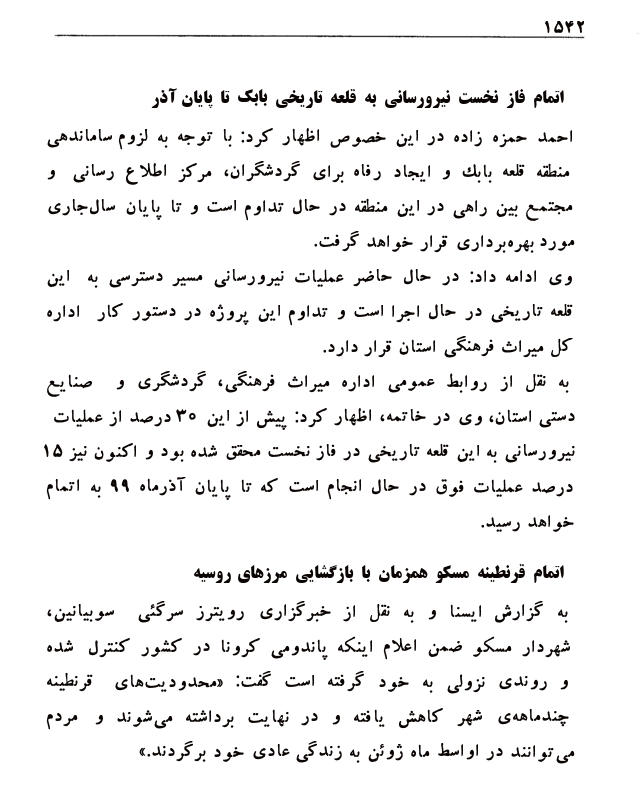 ۱۵۴۲
اتمام فاز نخست نیرورسانی به قلعه تاریخی بابک تا پایان آذر
احمد حمزه زاده در این خصوص اظهار کرد: با توجه به لزوم ساماندهی
منطقه قلعه بابك و ایجاد رفاه برای گردشگران، مرکز اطلاع رسانی و
مجتمع بین راهی در این منطقه در حال تداوم است و تا پایان سال‌جاری
مورد بهره‌برداری قرار خواهد گرفت.
وی ادامه داد: در حال حاضر عملیات نیرورسانی مسیر دسترسی به این
قلعه تاریخی در حال اجرا است و تداوم این پروژه در دستور کار اداره
کل میراث فرهنگی استان قرار دارد.
به نقل از روابط عمومی اداره میراث فرهنگی، گردشگری و صنایع
دستی استان، وی در خاتمه، اظهار کرد: پیش از این ۳۰ درصد از عملیات
نیرورسانی به این قلعه تاریخی در فاز نخست محقق شده بود و اکنون نیز ۱۵
درصد عملیات فوق در حال انجام است که تا پایان آذرماه ۹۹ به اتمام
خواهد رسید.
اتمام قرنطینه مسکو همزمان با بازگشایی مرزهای روسیه
به گزارش ایسنا و به نقل از خبرگزاری رویترز سرگئی سوبیانین،
شهردار مسکو ضمن اعلام اینکه پاندومی کرونا در کشور کنترل شده
و روندی نزولی به خود گرفته است گفت: «محدودیت‌های قرنطینه
چندماهه‌ی شهر کاهش یافته و در نهایت برداشته می‌شوند و مردم
می‌توانند در اواسط ماه ژوئن به زندگی عادی خود برگردند.»